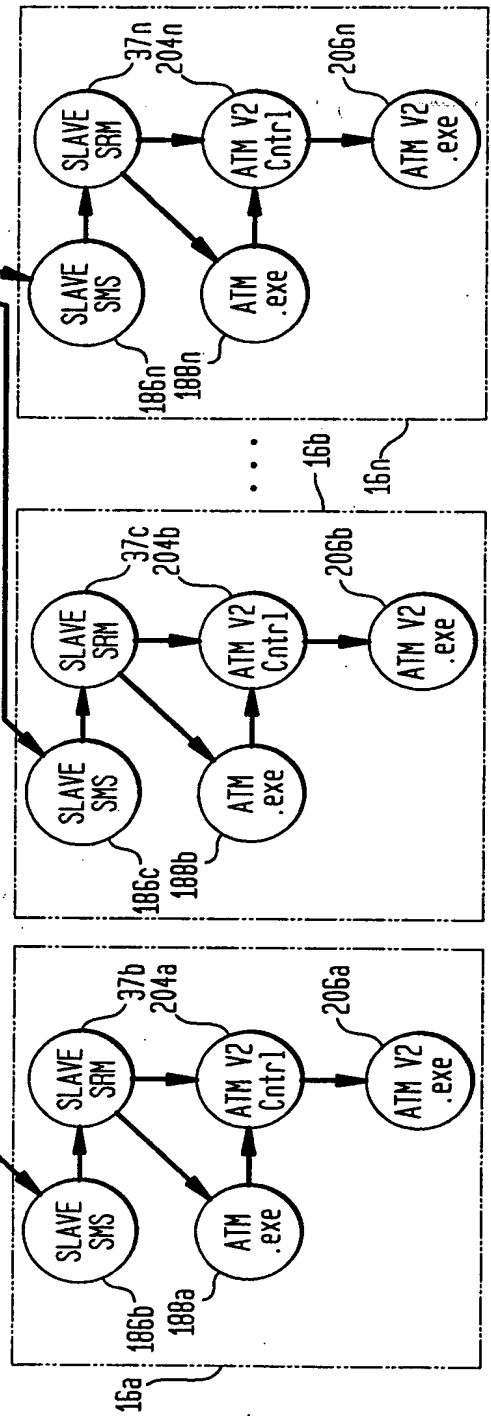 SLAVE
SMS
SLAVE
SRM
ATM
.exe
ATM V2
Cntrl
ATM V2
.exe
186b
37b
204a
188a
206a
16a
SLAVE
SMS
SLAVE
SRM
ATM
.exe
ATM V2
Cntrl
ATM V2
.exe
186c
37c
204b
188b
206b
16b
. . .
SLAVE
SMS
SLAVE
SRM
ATM
.exe
ATM V2
Cntrl
ATM V2
.exe
186n
37n
204n
188n
206n
16n